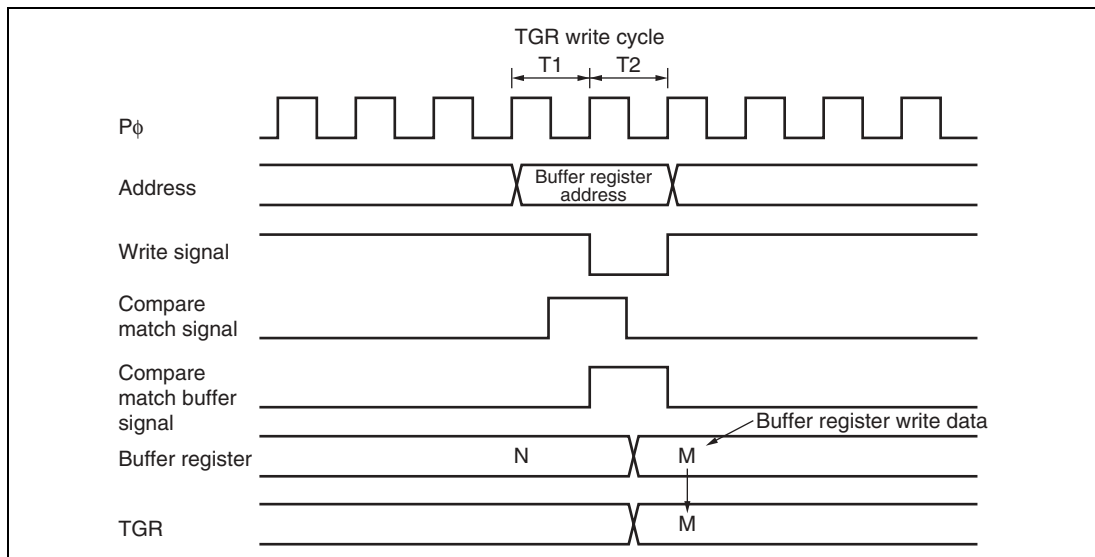 TGR write cycle
T1 T2
Pϕ
Address
Buffer register
address
Write signal
Compare
match signal
Compare
match buffer
signal
Buffer register write data
Buffer register N M
TGR M